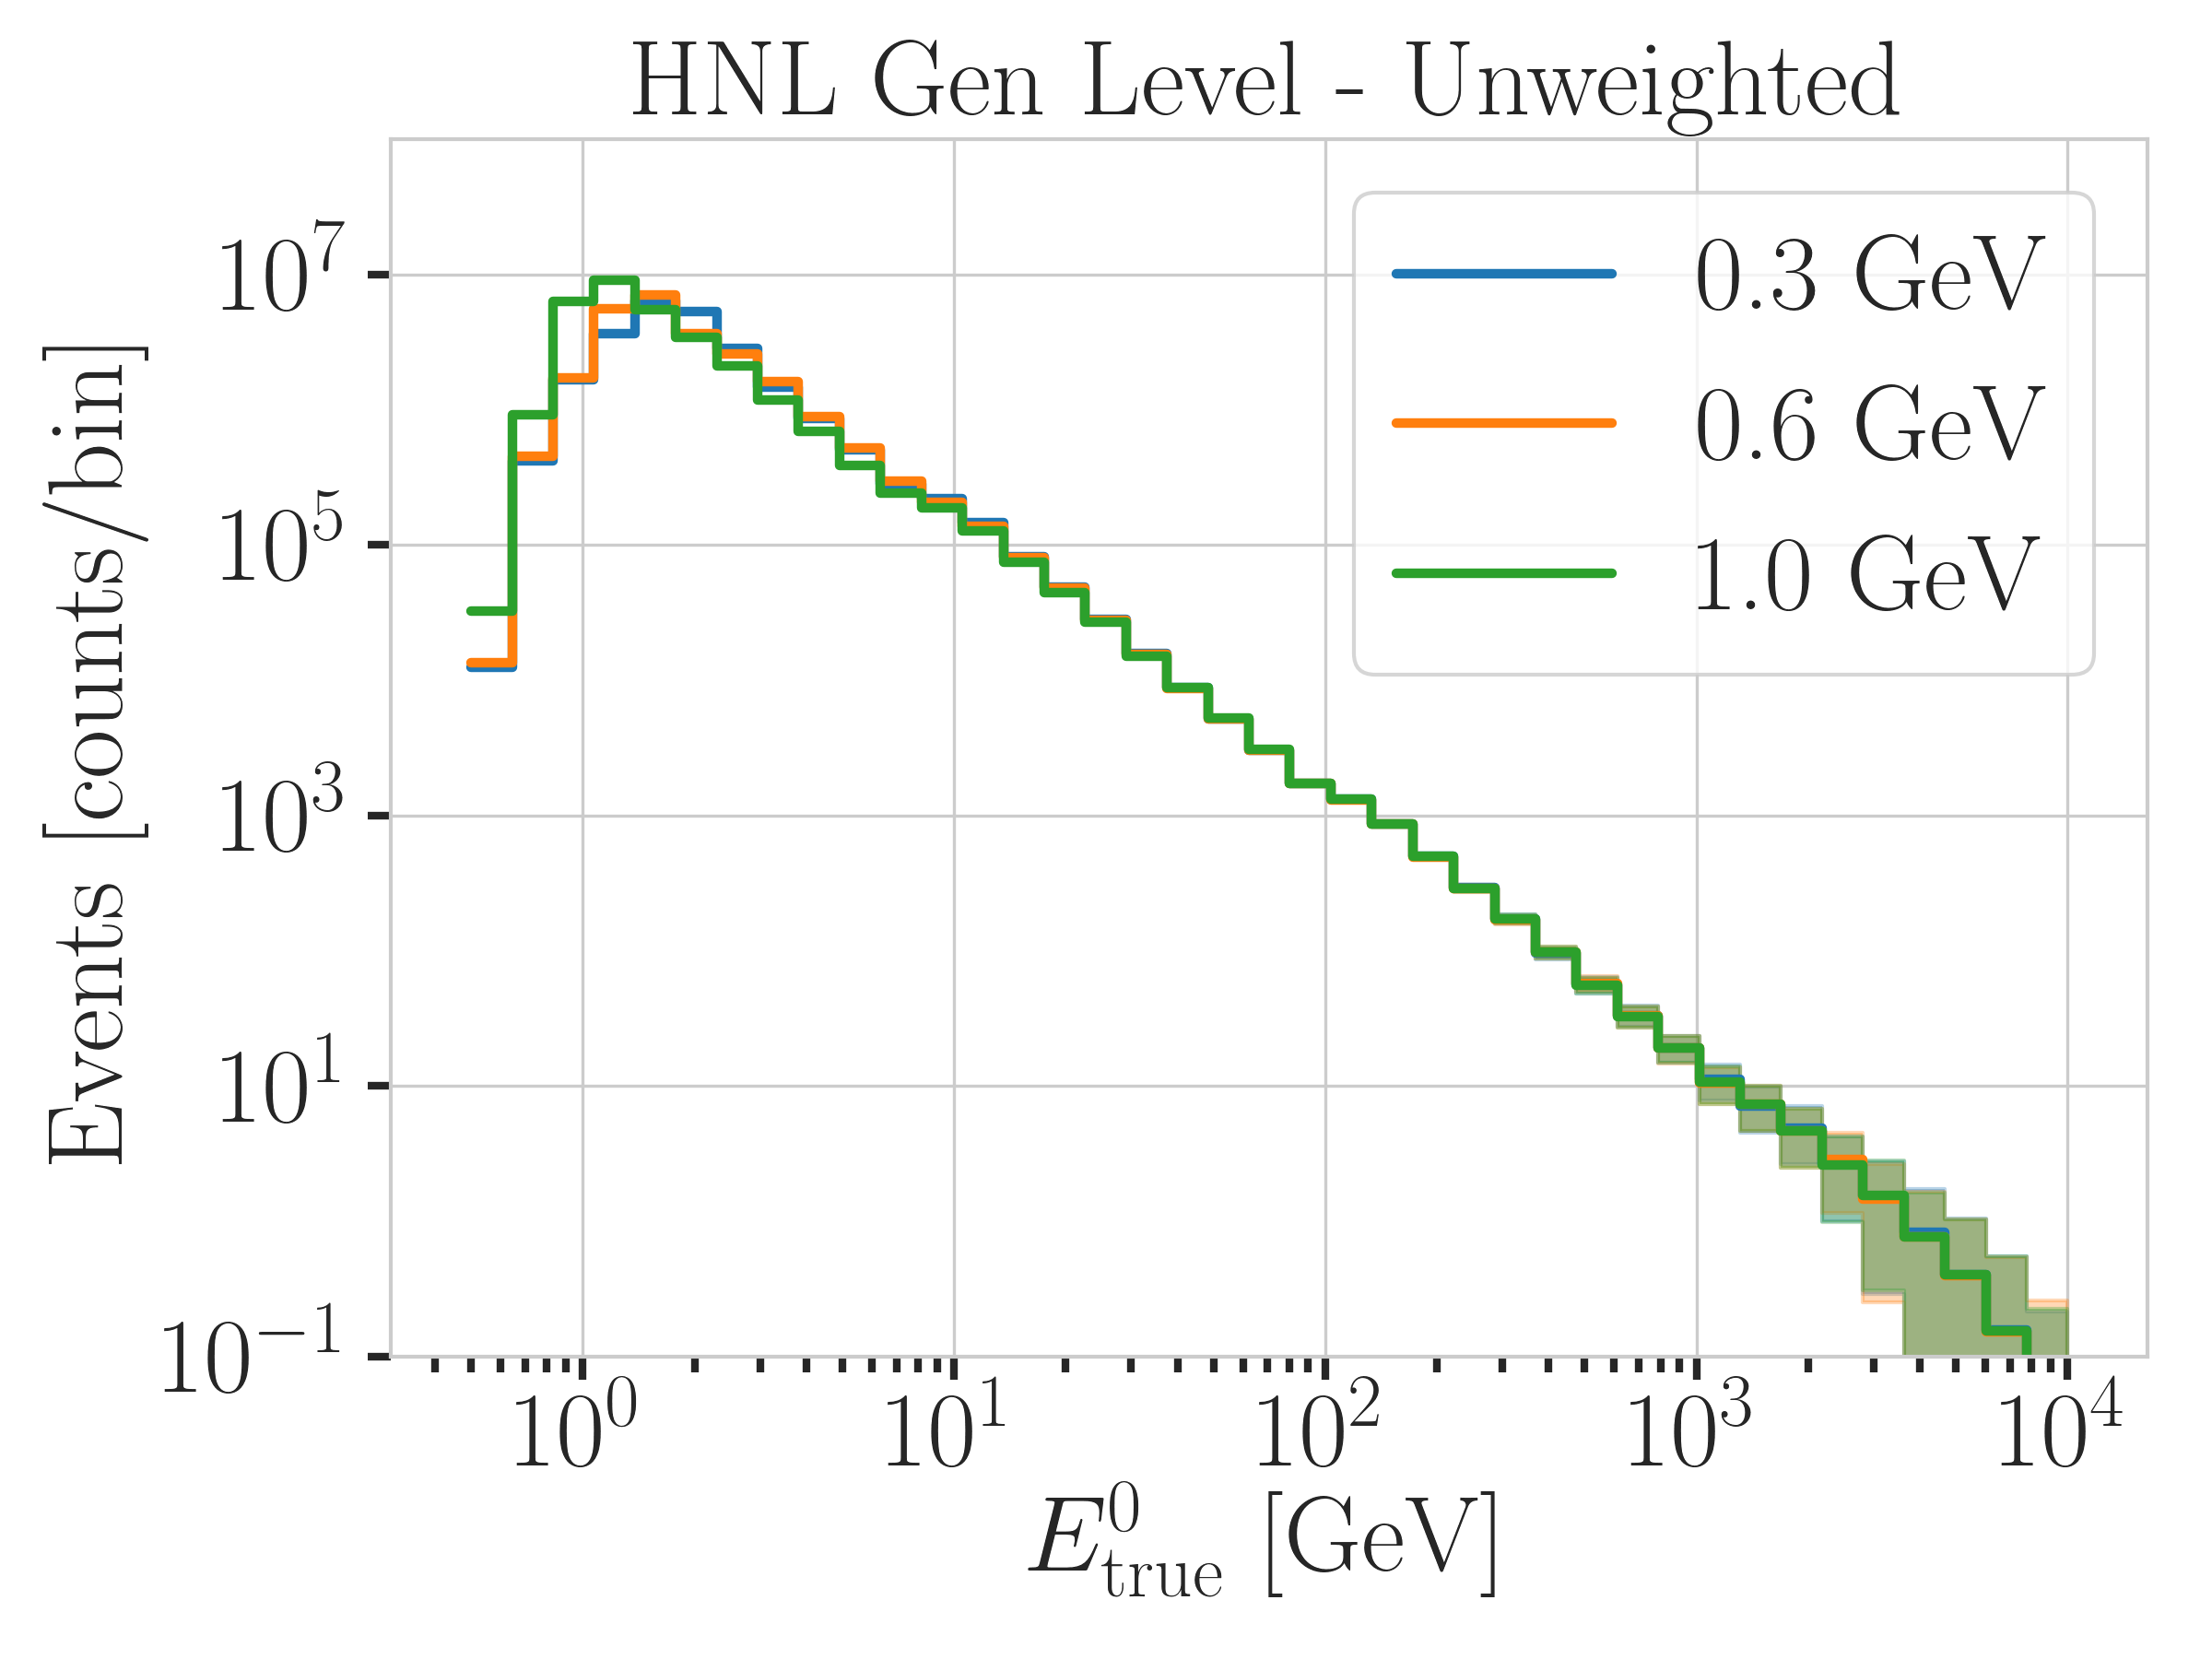 HNL Gen Level - Unweighted
Events [counts/bin]
10^7
10^5
10^3
10^1
10^−1
0.3 GeV
0.6 GeV
1.0 GeV
10^0 10^1 10^2 10^3 10^4
E^0_true [GeV]